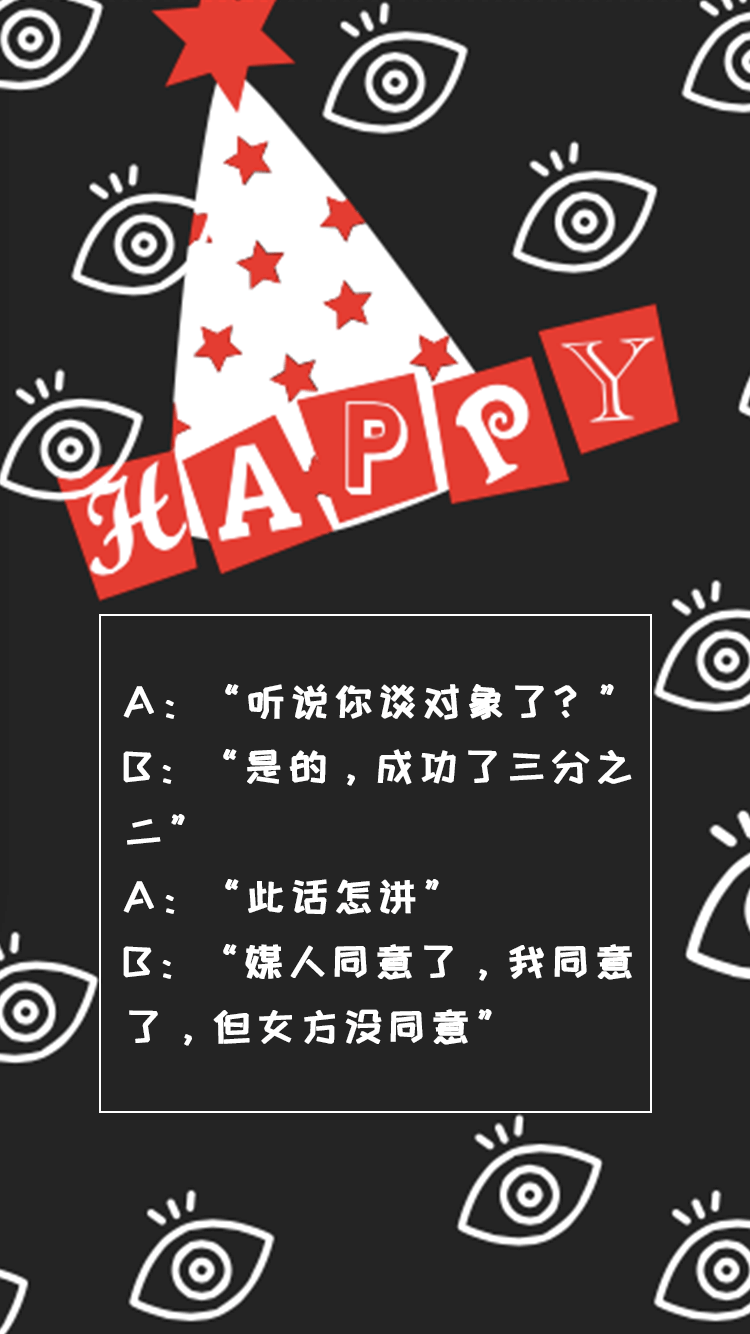 HAPPY
A：“听说你谈对象了？”
B：“是的，成功了三分之
二”
A：“此话怎讲”
B：“媒人同意了，我同意
了，但女方没同意”